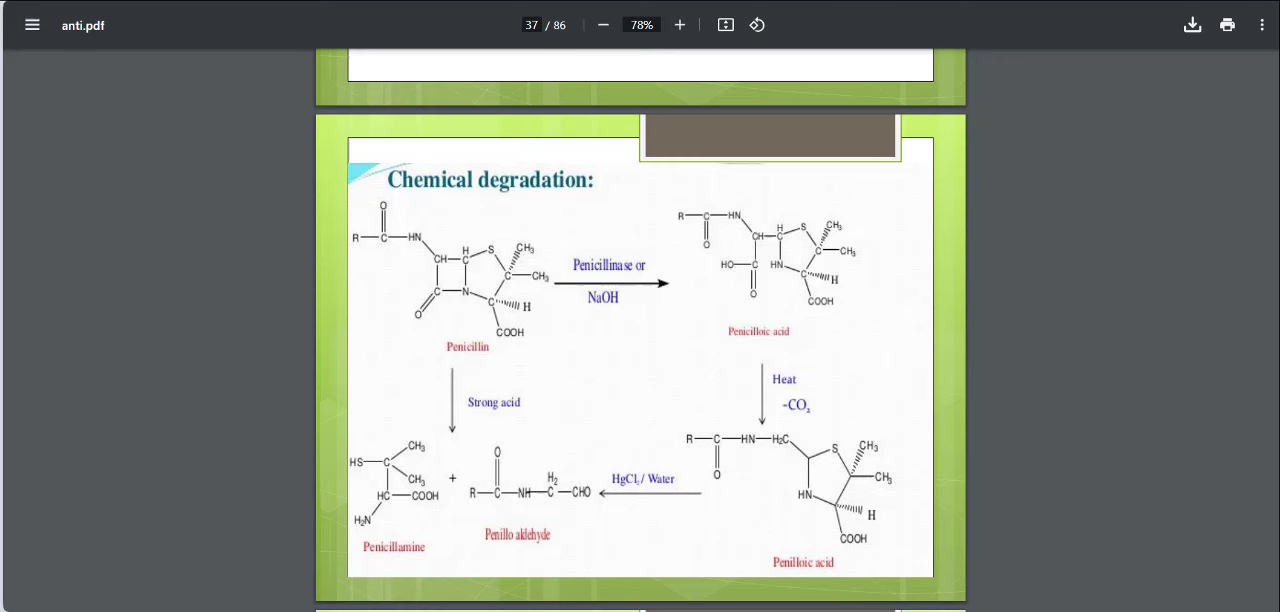 anti.pdf
37 / 86
78%
Chemical degradation:
O
R C HN
CH H S CH3
CH3
C N C H
O
COOH
Penicillin
Penicillinase or
NaOH
R C HN
O
CH H S CH3
C CH3
HO C HN C H
O
COOH
Penicilloic acid
Strong acid
Heat
-CO2
HS C CH3
CH3
HC COOH
H2N
Penicillamine
+
O
R C NH H2
C CHO
Penillo aklehyde
HgCl2/ Water
R C HN H2C S CH3
O
CH3
HN H
COOH
Penilloic acid